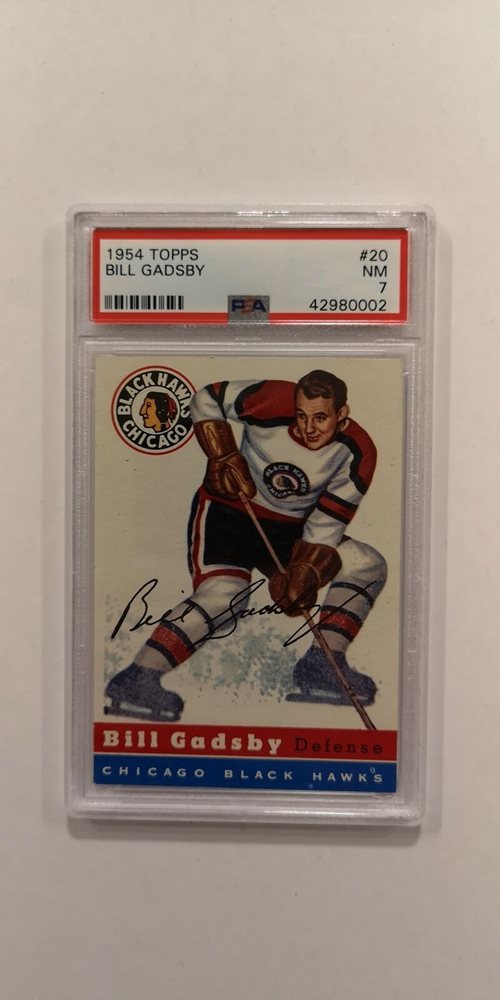 1954 TOPPS #20
BILL GADSBY NM
7
PSA 42980002
BLACK HAWKS
CHICAGO
BLACK HAWKS
CHICAGO
Bill Gadsby
Bill Gadsby Defense
CHICAGO BLACK HAWKS